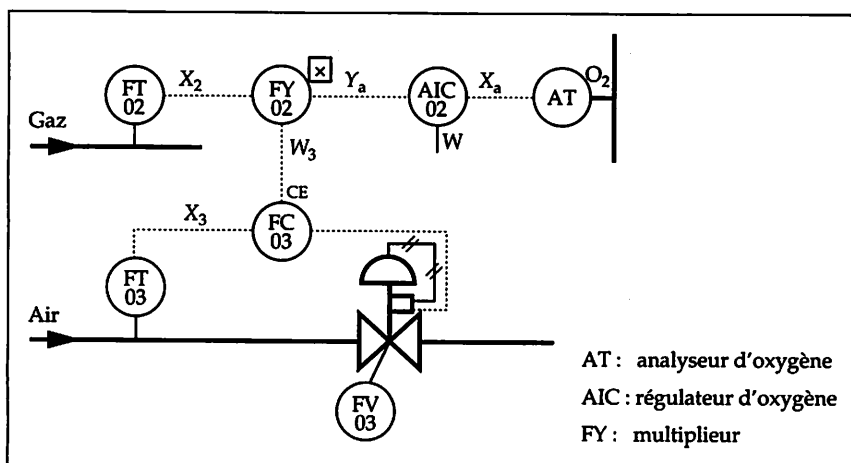 FT 02
X2
FY 02
×
Ya
AIC 02
Xa
AT
O2
Gaz
W3
W
CE
X3
FC 03
FT 03
Air
FV 03
AT : analyseur d'oxygène
AIC : régulateur d'oxygène
FY : multiplieur